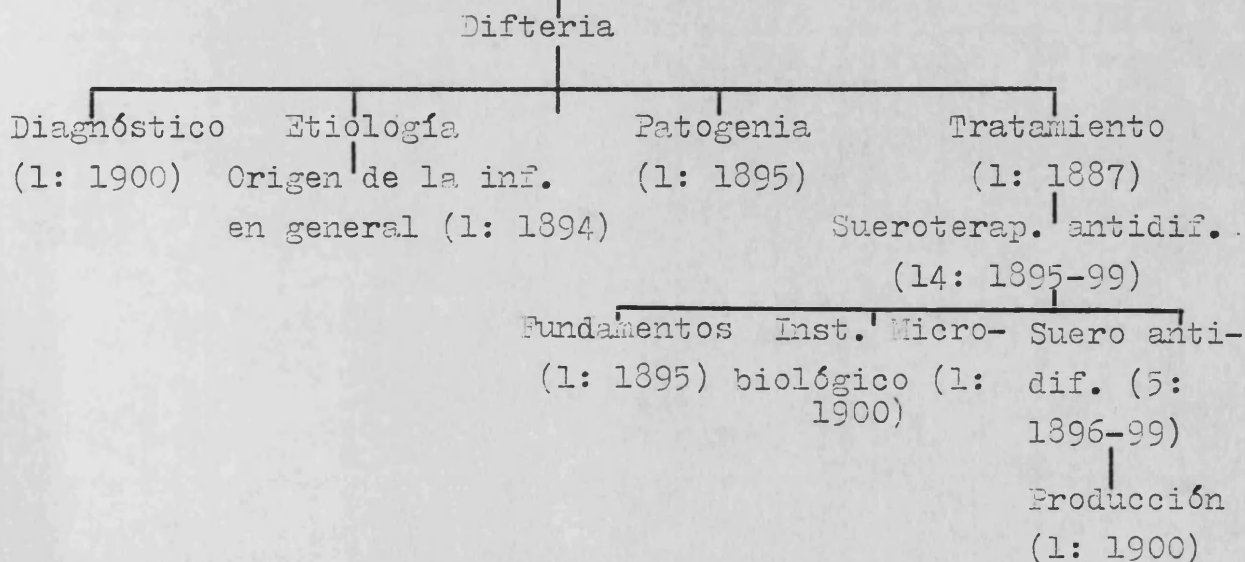 Difteria
Diagnóstico Etiología Patogenia Tratamiento
(1: 1900) Origen de la inf. (1: 1895) (1: 1887)
en general (1: 1894) Sueroterap. antidif.
(14: 1895-99)
Fundamentos Inst. Micro- Suero anti-
(1: 1895) biológico (1: dif. (5:
1900) 1896-99)
Producción
(1: 1900)